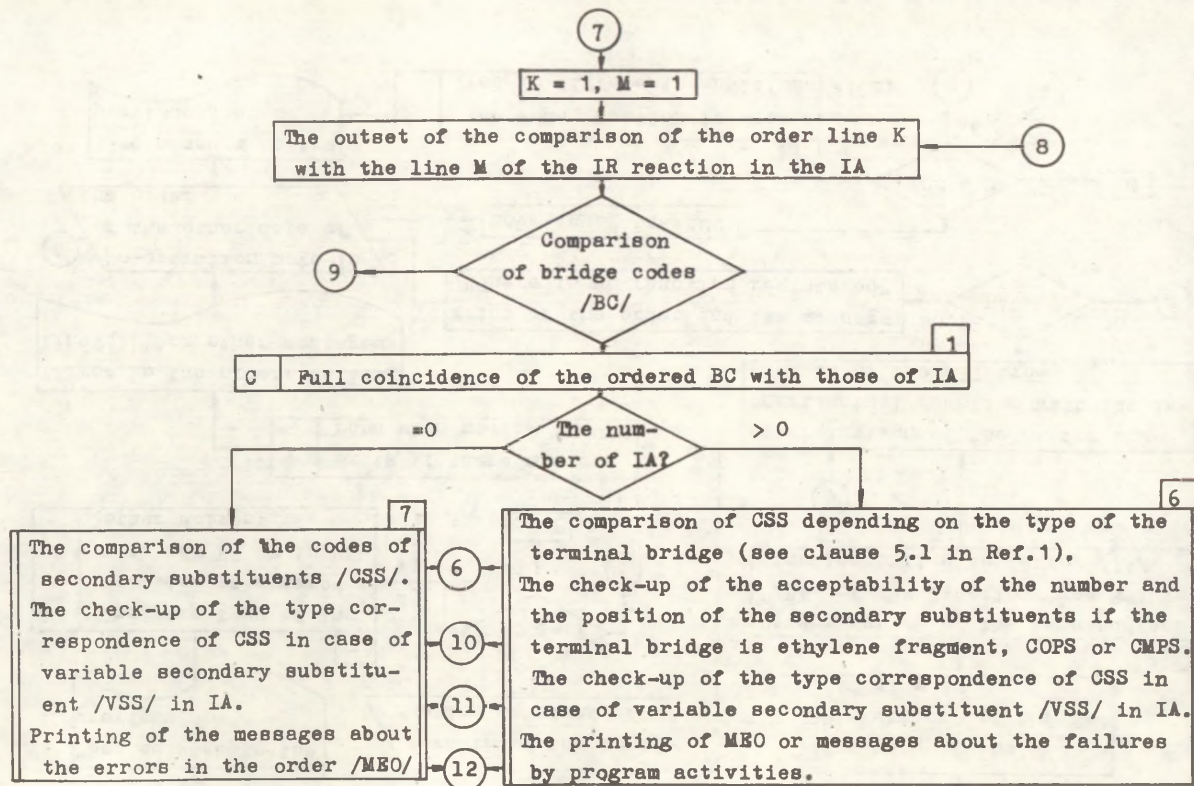 7
K = 1, M = 1
The outset of the comparison of the order line K
with the line M of the IR reaction in the IA
8
Comparison
of bridge codes
/BC/
9
1
C Full coincidence of the ordered BC with those of IA
=0
The num-
ber of IA?
> 0
7
The comparison of the codes of
secondary substituents /CSS/.
The check-up of the type cor-
respondence of CSS in case of
variable secondary substitu-
ent /VSS/ in IA.
Printing of the messages about
the errors in the order /MEO/
6
10
11
12
6
The comparison of CSS depending on the type of the
terminal bridge (see clause 5.1 in Ref.1).
The check-up of the acceptability of the number and
the position of the secondary substituents if the
terminal bridge is ethylene fragment, COPS or CMPS.
The check-up of the type correspondence of CSS in
case of variable secondary substituent /VSS/ in IA.
The printing of MEO or messages about the failures
by program activities.